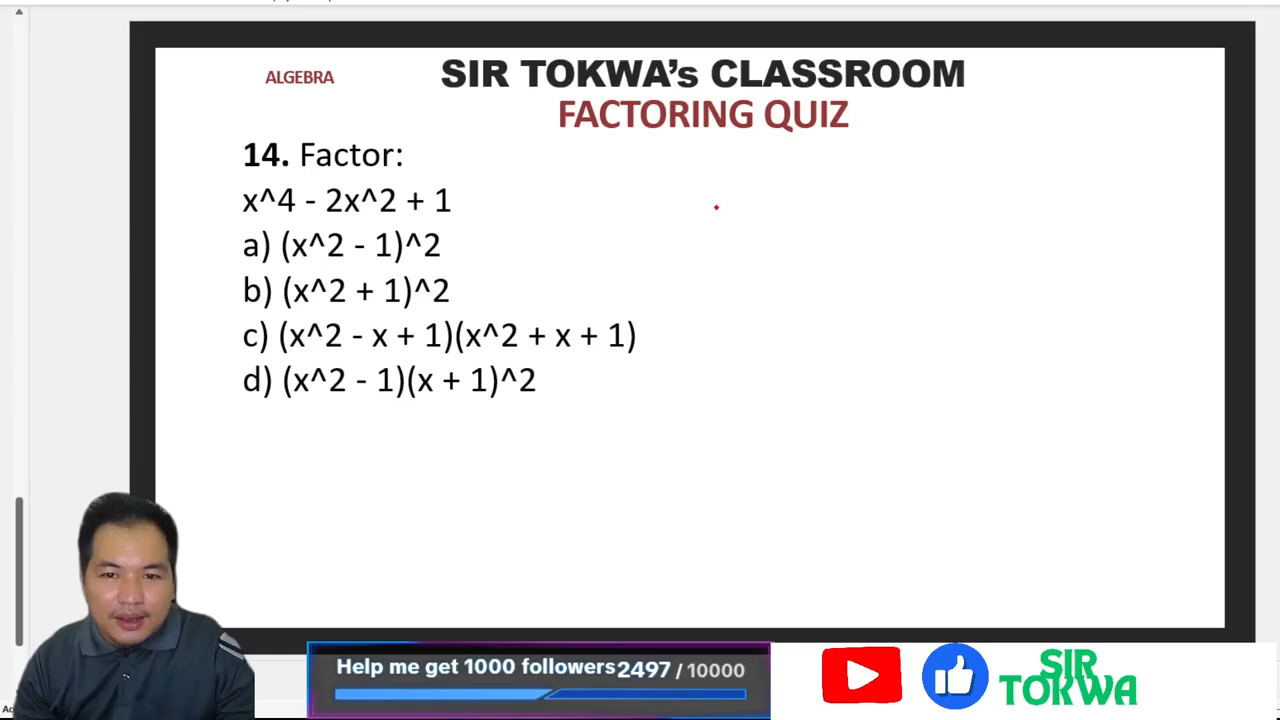 ALGEBRA
SIR TOKWA's CLASSROOM
FACTORING QUIZ
14. Factor:
x^4 - 2x^2 + 1
a) (x^2 - 1)^2
b) (x^2 + 1)^2
c) (x^2 - x + 1)(x^2 + x + 1)
d) (x^2 - 1)(x + 1)^2
Help me get 1000 followers 2497 / 10000
SIR
TOKWA